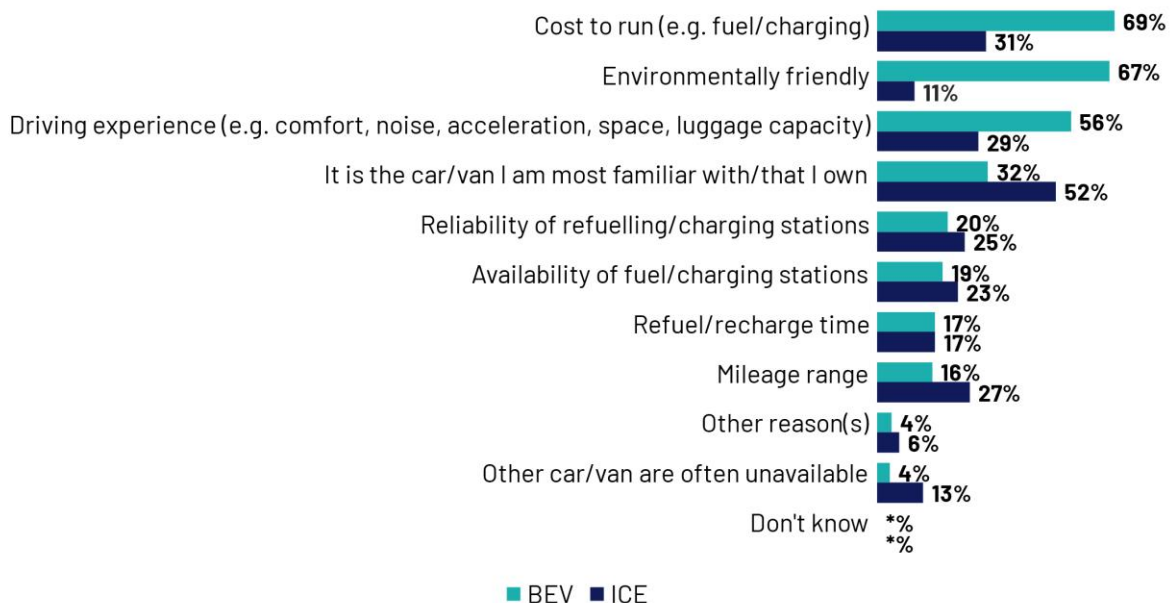 Cost to run (e.g. fuel/charging)
69%
31%
Environmentally friendly
67%
11%
Driving experience (e.g. comfort, noise, acceleration, space, luggage capacity)
56%
29%
It is the car/van I am most familiar with/that I own
32%
52%
Reliability of refuelling/charging stations
20%
25%
Availability of fuel/charging stations
19%
23%
Refuel/recharge time
17%
17%
Mileage range
16%
27%
Other reason(s)
4%
6%
Other car/van are often unavailable
4%
13%
Don't know
*%
*%
BEV ICE